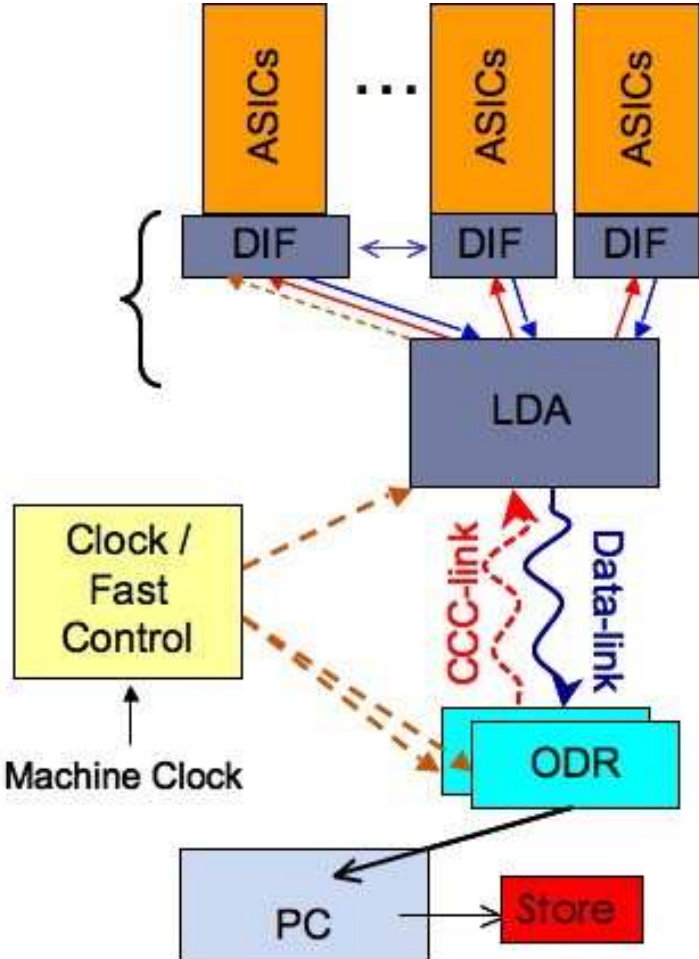 ASICs
...
ASICs
ASICs
DIF
DIF
DIF
LDA
Clock /
Fast
Control
CCC-link
Data-link
Machine Clock
ODR
PC
Store